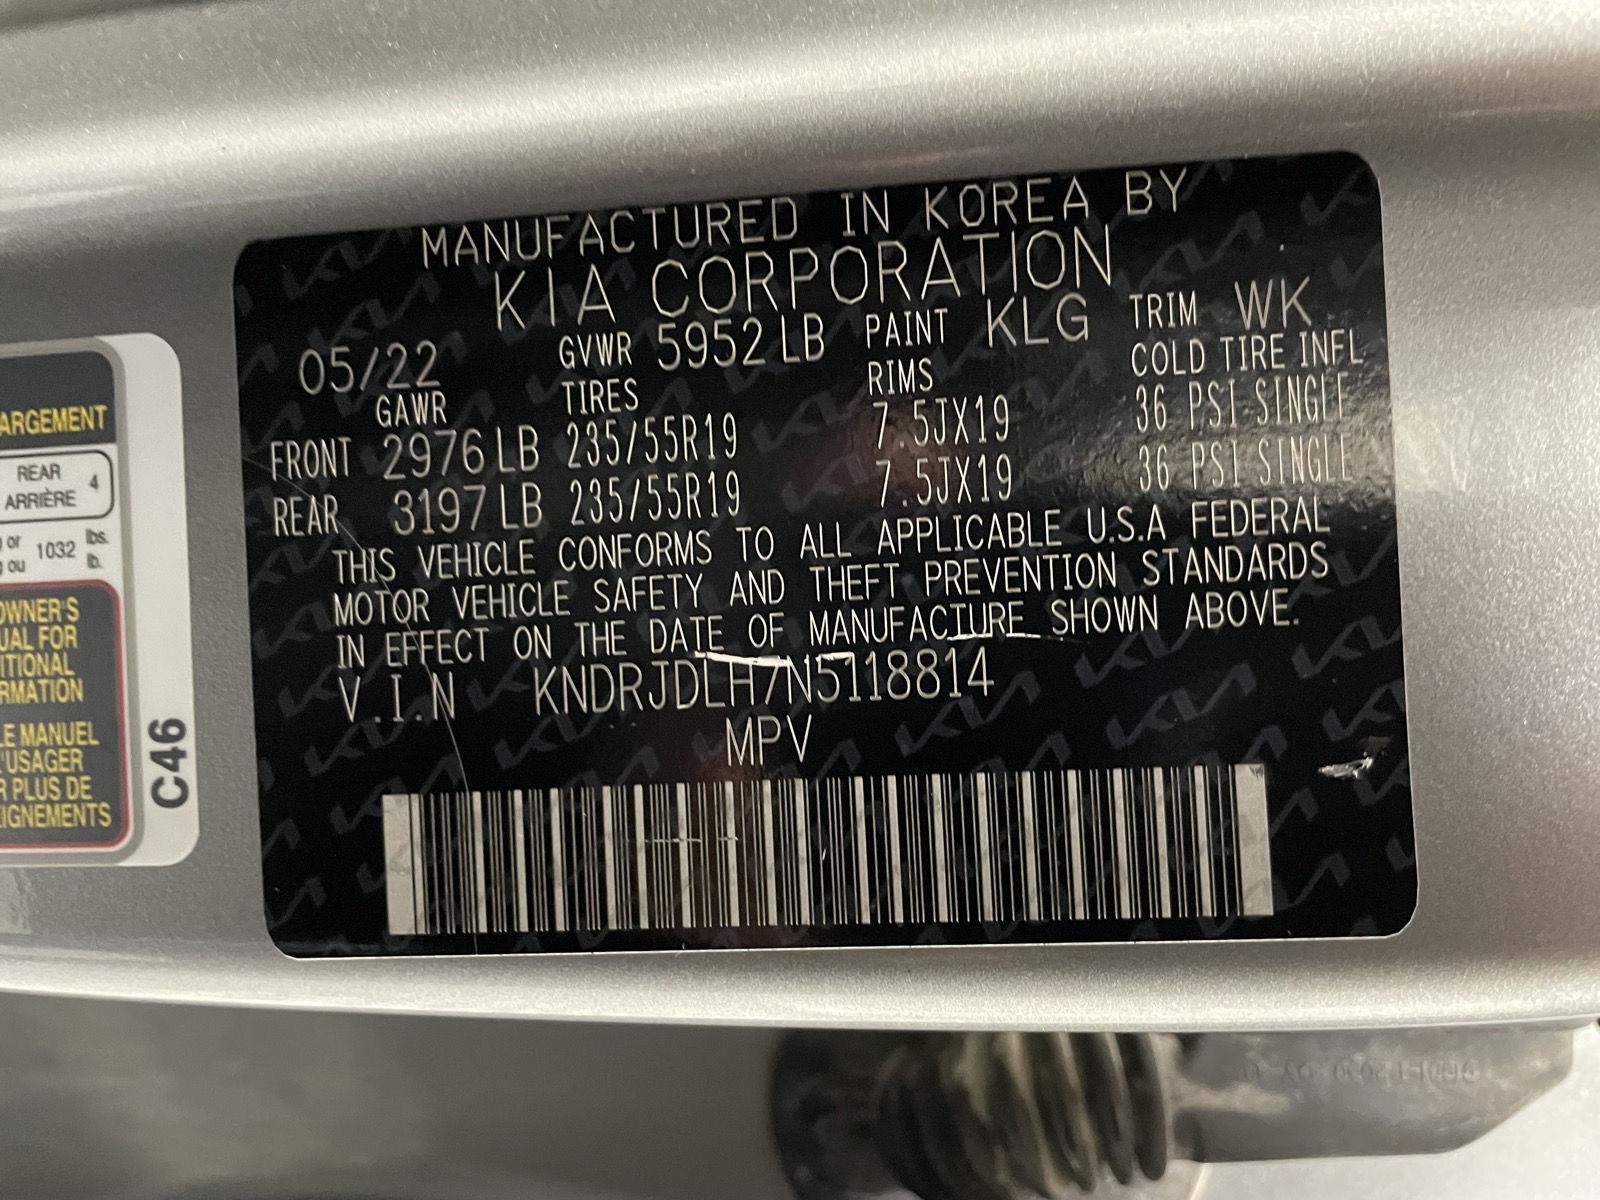 MANUFACTURED IN KOREA BY
KIA CORPORATION
05/22 GVWR 5952 LB PAINT KLG TRIM WK
GAWR TIRES RIMS COLD TIRE INFL
FRONT 2976 LB 235/55R19 7.5JX19 36 PSI SINGLE
REAR 3197 LB 235/55R19 7.5JX19 36 PSI SINGLE
THIS VEHICLE CONFORMS TO ALL APPLICABLE U.S.A FEDERAL
MOTOR VEHICLE SAFETY AND THEFT PREVENTION STANDARDS
IN EFFECT ON THE DATE OF MANUFACTURE SHOWN ABOVE.
V.I.N KNDRJDLH7N5118814
MPV
ARGEMENT
REAR
ARRIÈRE 4
or 1032 lbs.
ou lb.
OWNER'S
UAL FOR
ITIONAL
RMATION
LE MANUEL
L'USAGER
R PLUS DE
EIGNEMENTS
C46